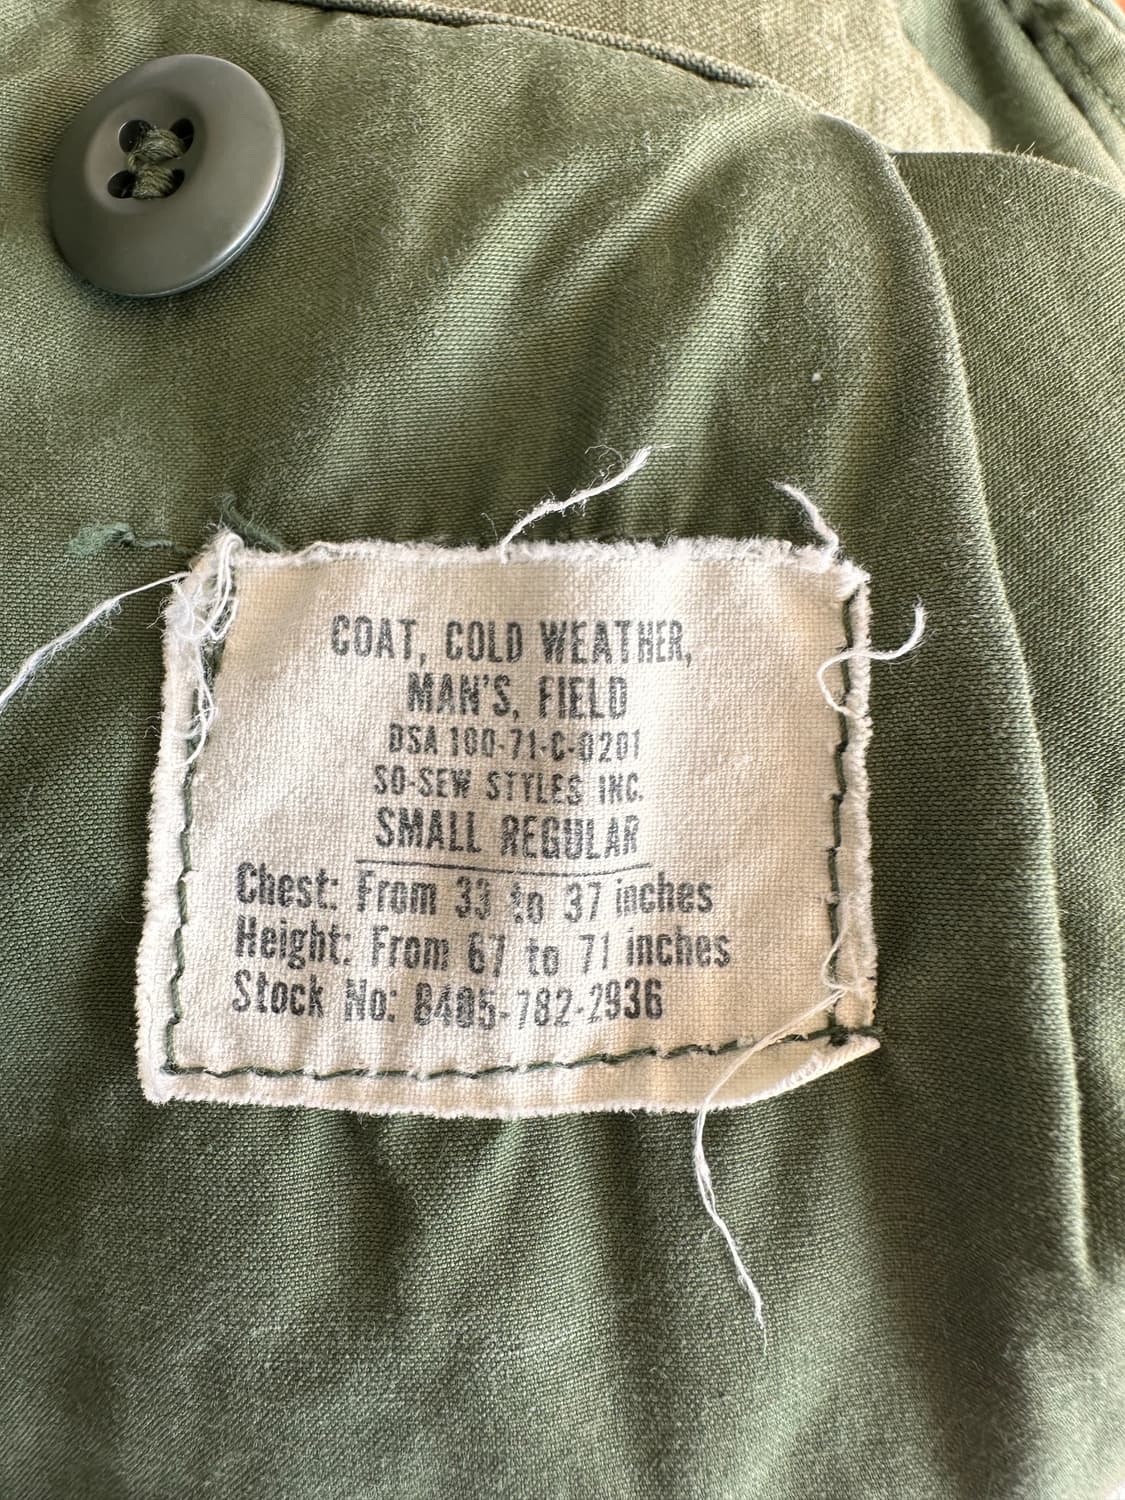 COAT, COLD WEATHER,
MAN'S, FIELD
DSA 100-71-C-0201
SO-SEW STYLES INC.
SMALL REGULAR
Chest: From 33 to 37 inches
Height: From 67 to 71 inches
Stock No: 8405-782-2936